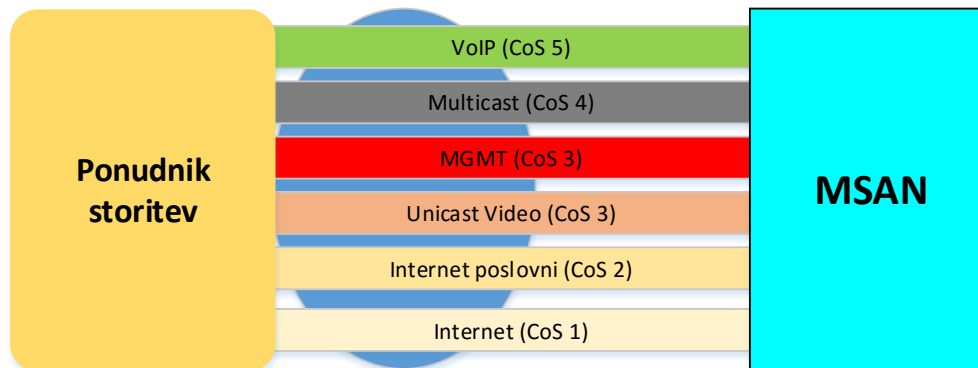 Ponudnik
storitev
VoIP (CoS 5)
Multicast (CoS 4)
MGMT (CoS 3)
Unicast Video (CoS 3)
Internet poslovni (CoS 2)
Internet (CoS 1)
MSAN